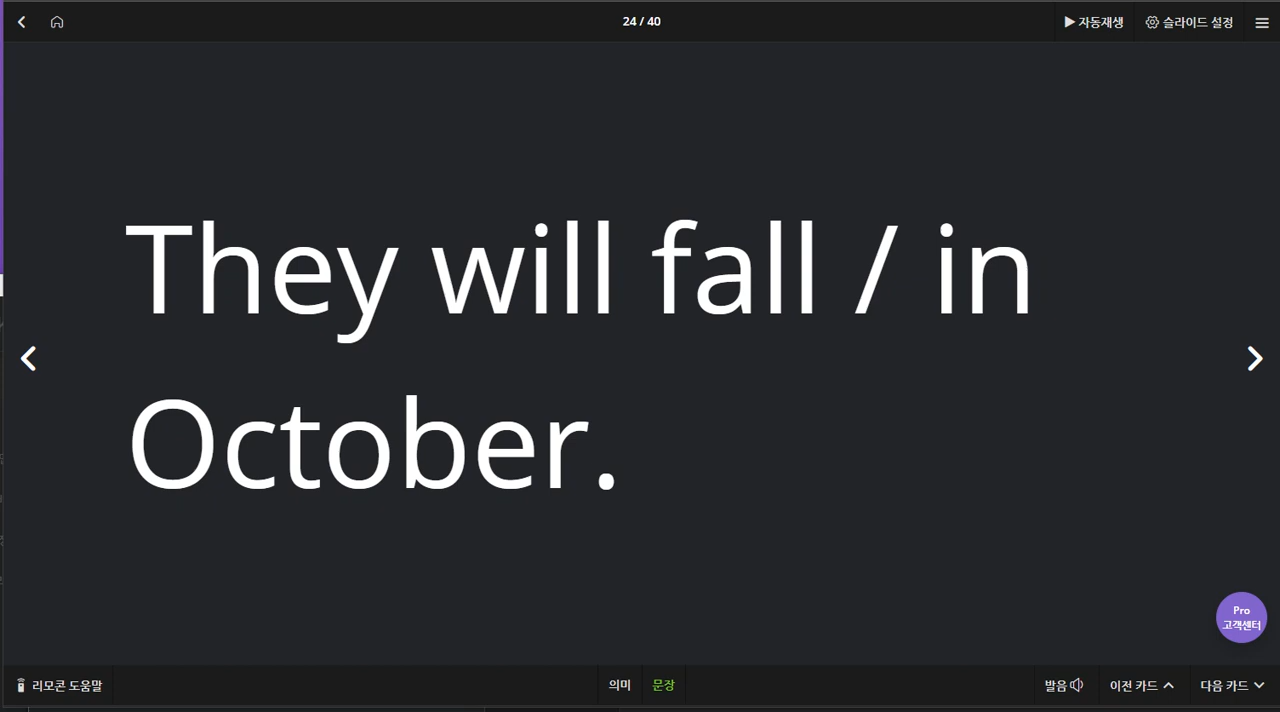 24 / 40
자동재생
슬라이드 설정
They will fall / in
October.
Pro
고객센터
리모콘 도움말
의미
문장
발음
이전 카드
다음 카드